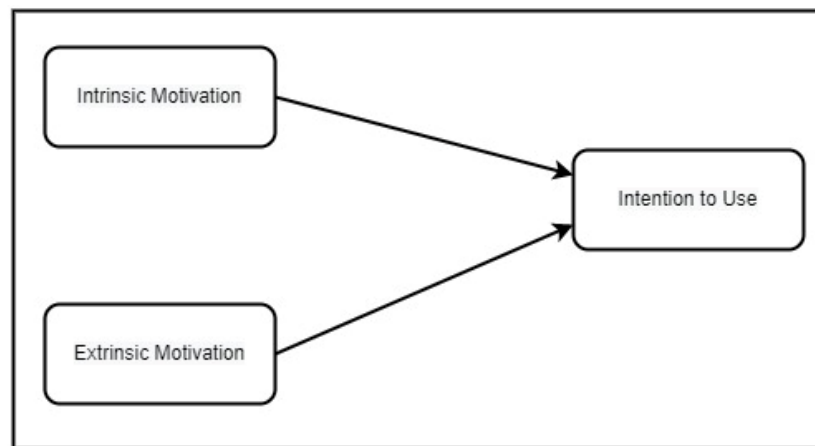 Intrinsic Motivation
Intention to Use
Extrinsic Motivation